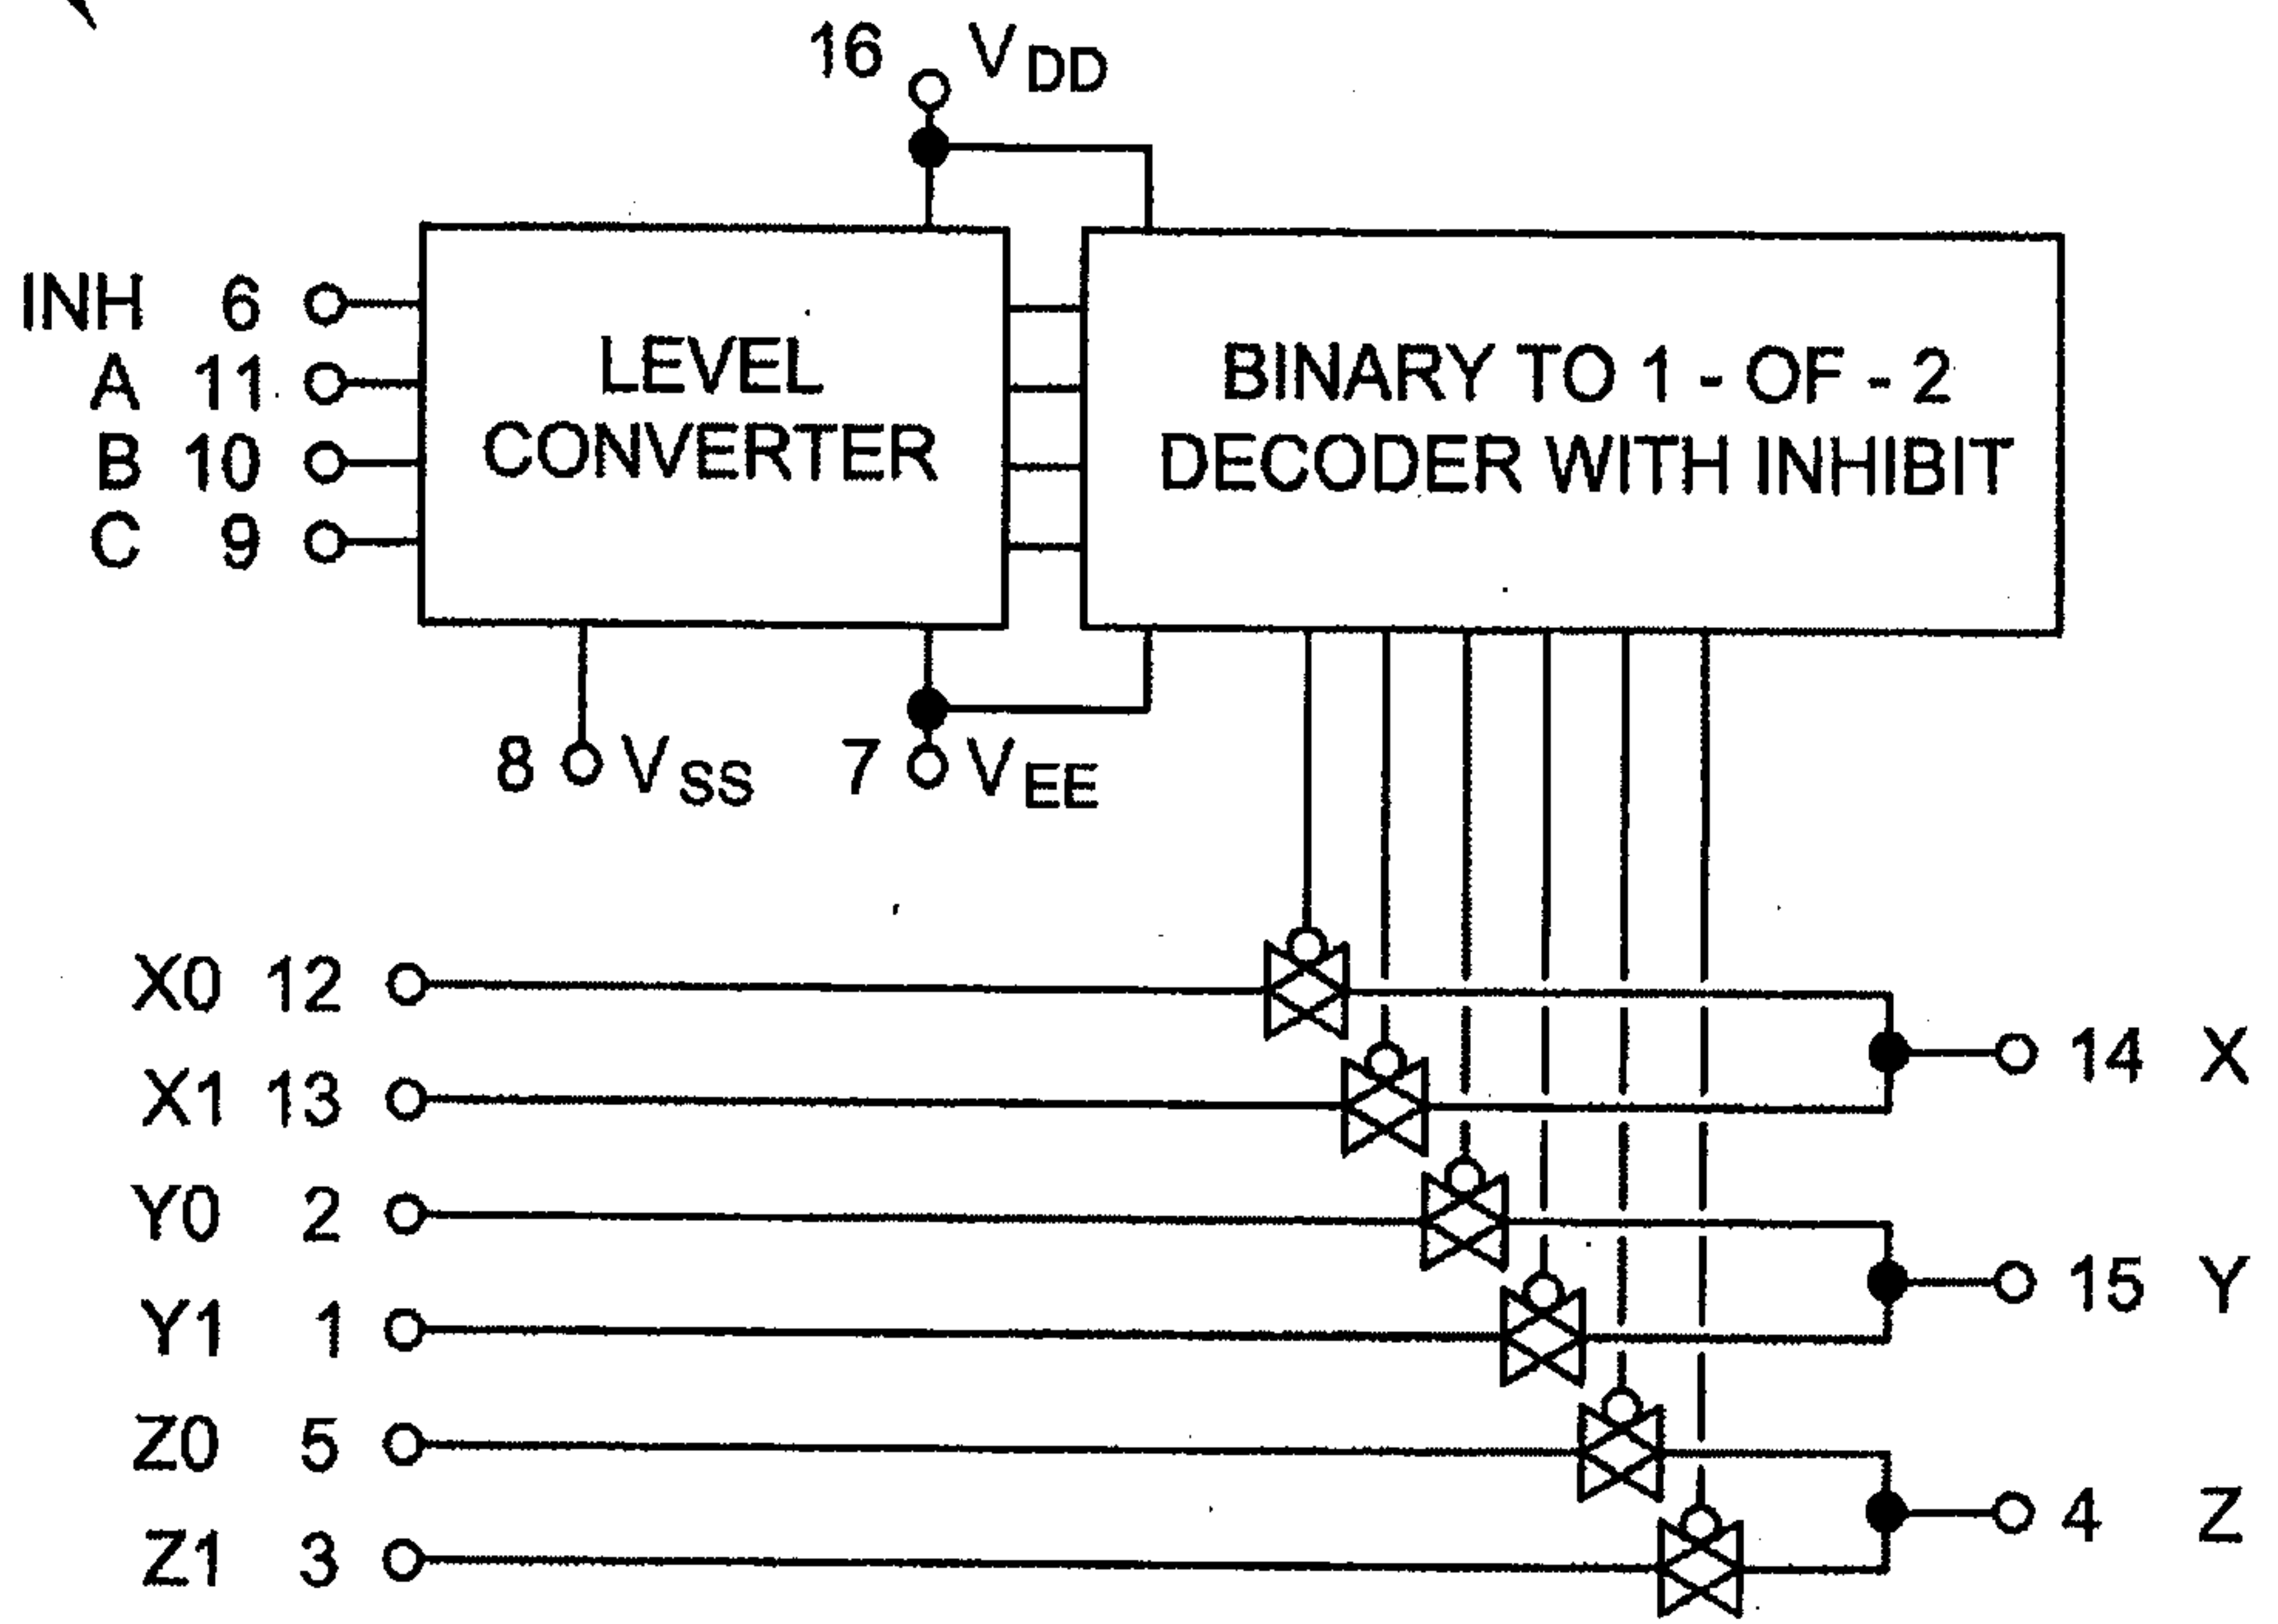 16 VDD
INH 6
A 11
B 10
C 9
LEVEL
CONVERTER
BINARY TO 1 - OF - 2
DECODER WITH INHIBIT
8 VSS
7 VEE
X0 12
X1 13
Y0 2
Y1 1
Z0 5
Z1 3
14 X
15 Y
4 Z